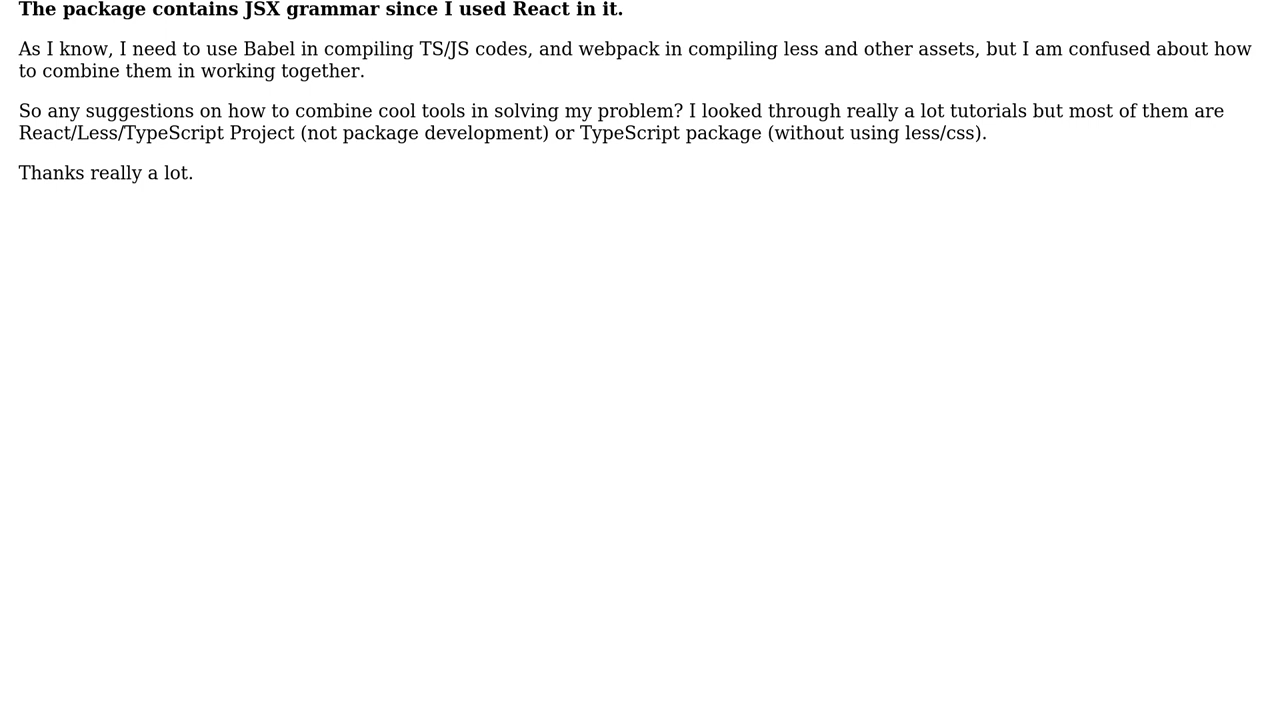 The package contains JSX grammar since I used React in it.
As I know, I need to use Babel in compiling TS/JS codes, and webpack in compiling less and other assets, but I am confused about how
to combine them in working together.
So any suggestions on how to combine cool tools in solving my problem? I looked through really a lot tutorials but most of them are
React/Less/TypeScript Project (not package development) or TypeScript package (without using less/css).
Thanks really a lot.